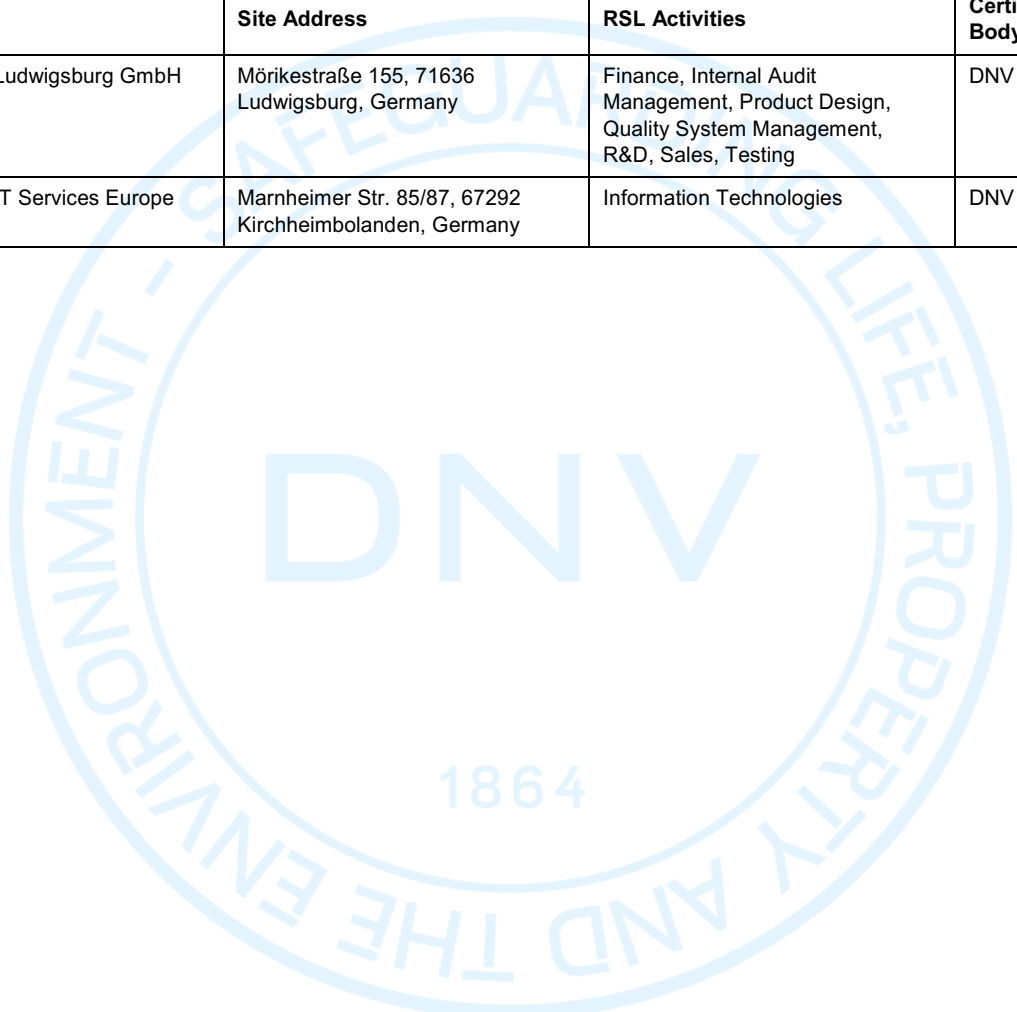 Site Address
RSL Activities
Body
Ludwigsburg GmbH
Mörikestraße 155, 71636
Ludwigsburg, Germany
Finance, Internal Audit
Management, Product Design,
Quality System Management,
R&D, Sales, Testing
DNV
T Services Europe
Marnheimer Str. 85/87, 67292
Kirchheimbolanden, Germany
Information Technologies
DNV
SAFEGUARDING LIFE, PROPERTY AND THE ENVIRONMENT -
DNV
1864